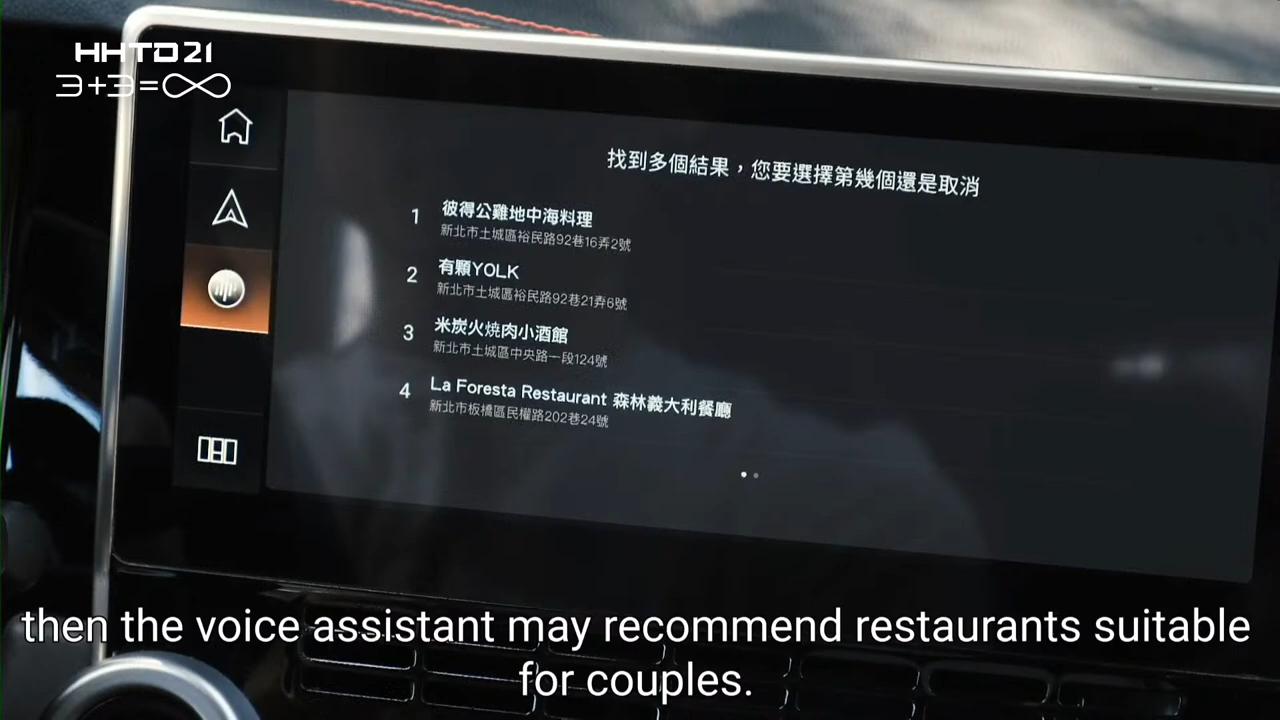 HHTD21
3+3=∞
找到多個結果，您要選擇第幾個還是取消
1 彼得公雞地中海料理
新北市土城區裕民路92巷16弄2號
2 有顆YOLK
新北市土城區裕民路92巷21弄6號
3 米炭火燒肉小酒館
新北市土城區中央路一段124號
4 La Foresta Restaurant 森林義大利餐廳
新北市板橋區民權路202巷24號
then the voice assistant may recommend restaurants suitable
for couples.